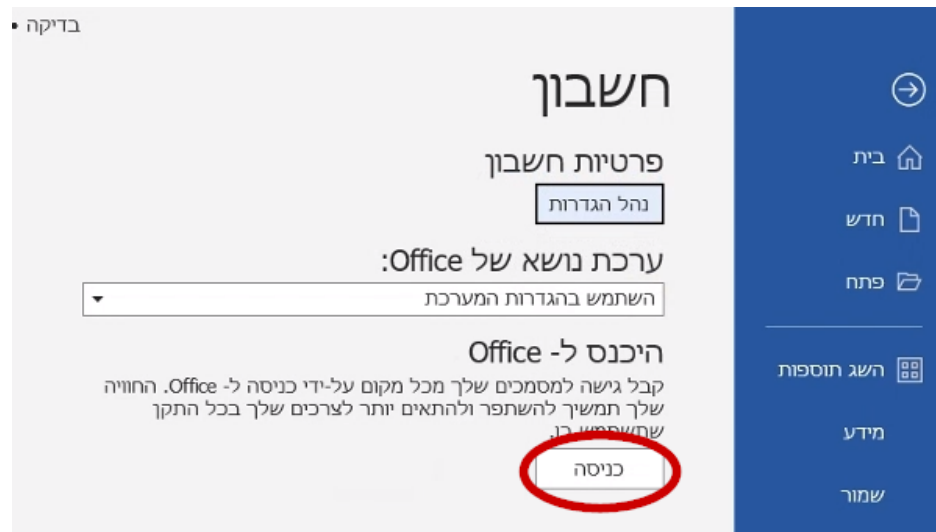 בדיקה •
חשבון
פרטיות חשבון
נהל הגדרות
ערכת נושא של Office:
השתמש בהגדרות המערכת
היכנס ל- Office
קבל גישה למסמכים שלך מכל מקום על-ידי כניסה ל- Office. החוויה
שלך תמשיך להשתפר ולהתאים יותר לצרכים שלך בכל התקן
שתשתמש בו.
כניסה
בית
חדש
פתח
השג תוספות
מידע
שמור